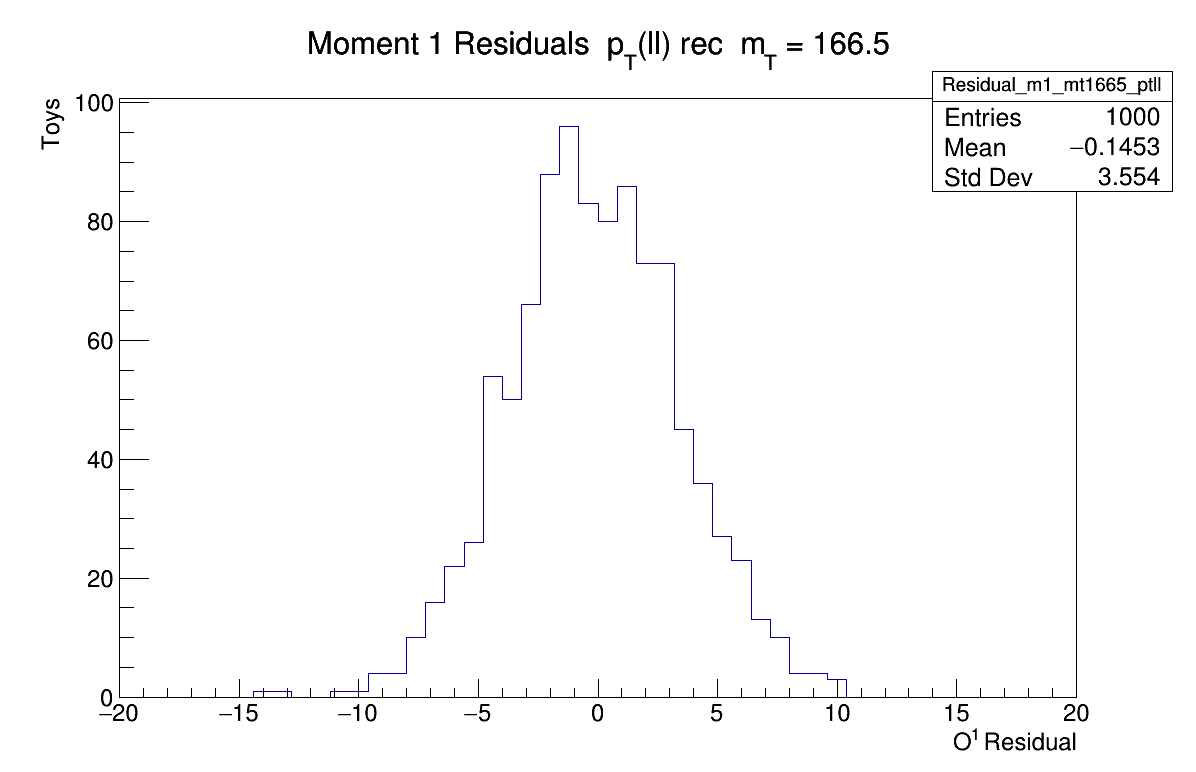 Moment 1 Residuals p_T(ll) rec m_T = 166.5
Residual_m1_mt1665_ptll
Entries 1000
Mean −0.1453
Std Dev 3.554
Toys
100
80
60
40
20
0
−20 −15 −10 −5 0 5 10 15 20
O¹ Residual